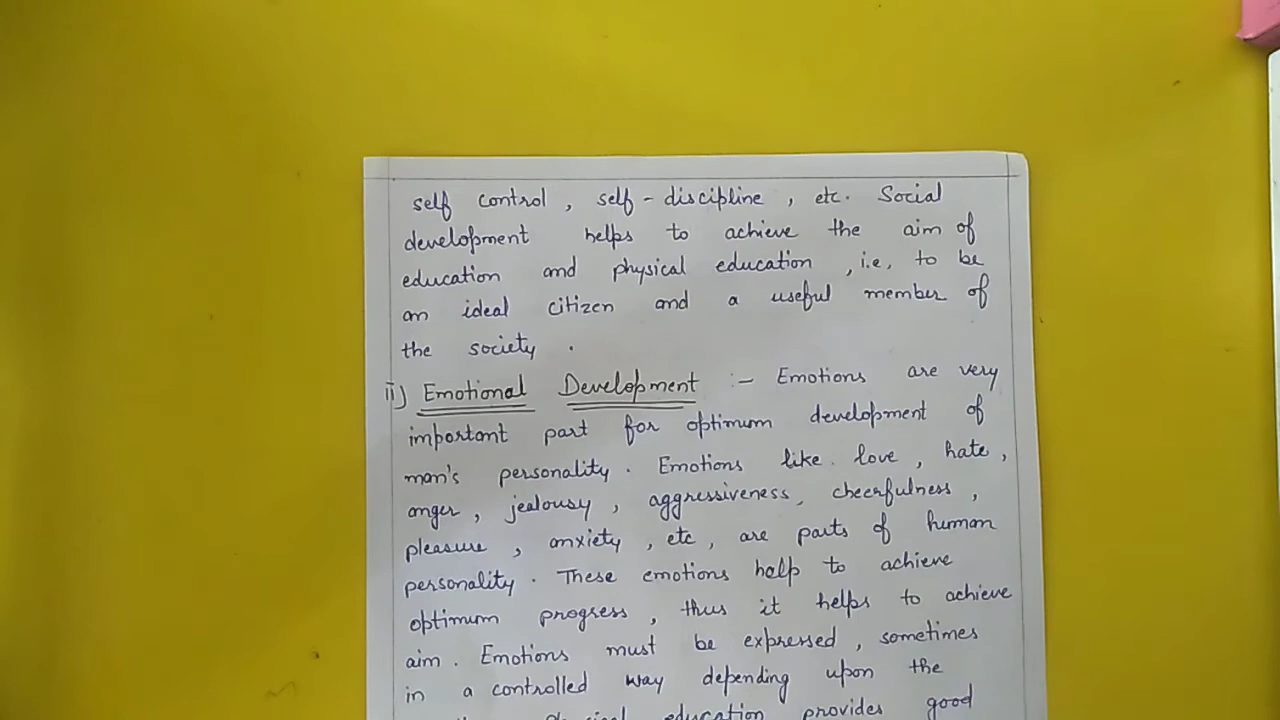 self control , self - discipline , etc. Social
development helps to achieve the aim of
education and physical education , i.e, to be
an ideal citizen and a useful member of
the society .
ii) Emotional Development :- Emotions are very
important part for optimum development of
man's personality . Emotions like love , hate ,
anger , jealousy , aggressiveness, cheerfulness ,
pleasure , anxiety , etc , are parts of human
personality . These emotions help to achieve
optimum progress , thus it helps to achieve
aim . Emotions must be expressed , sometimes
in a controlled way depending upon the
education provides good